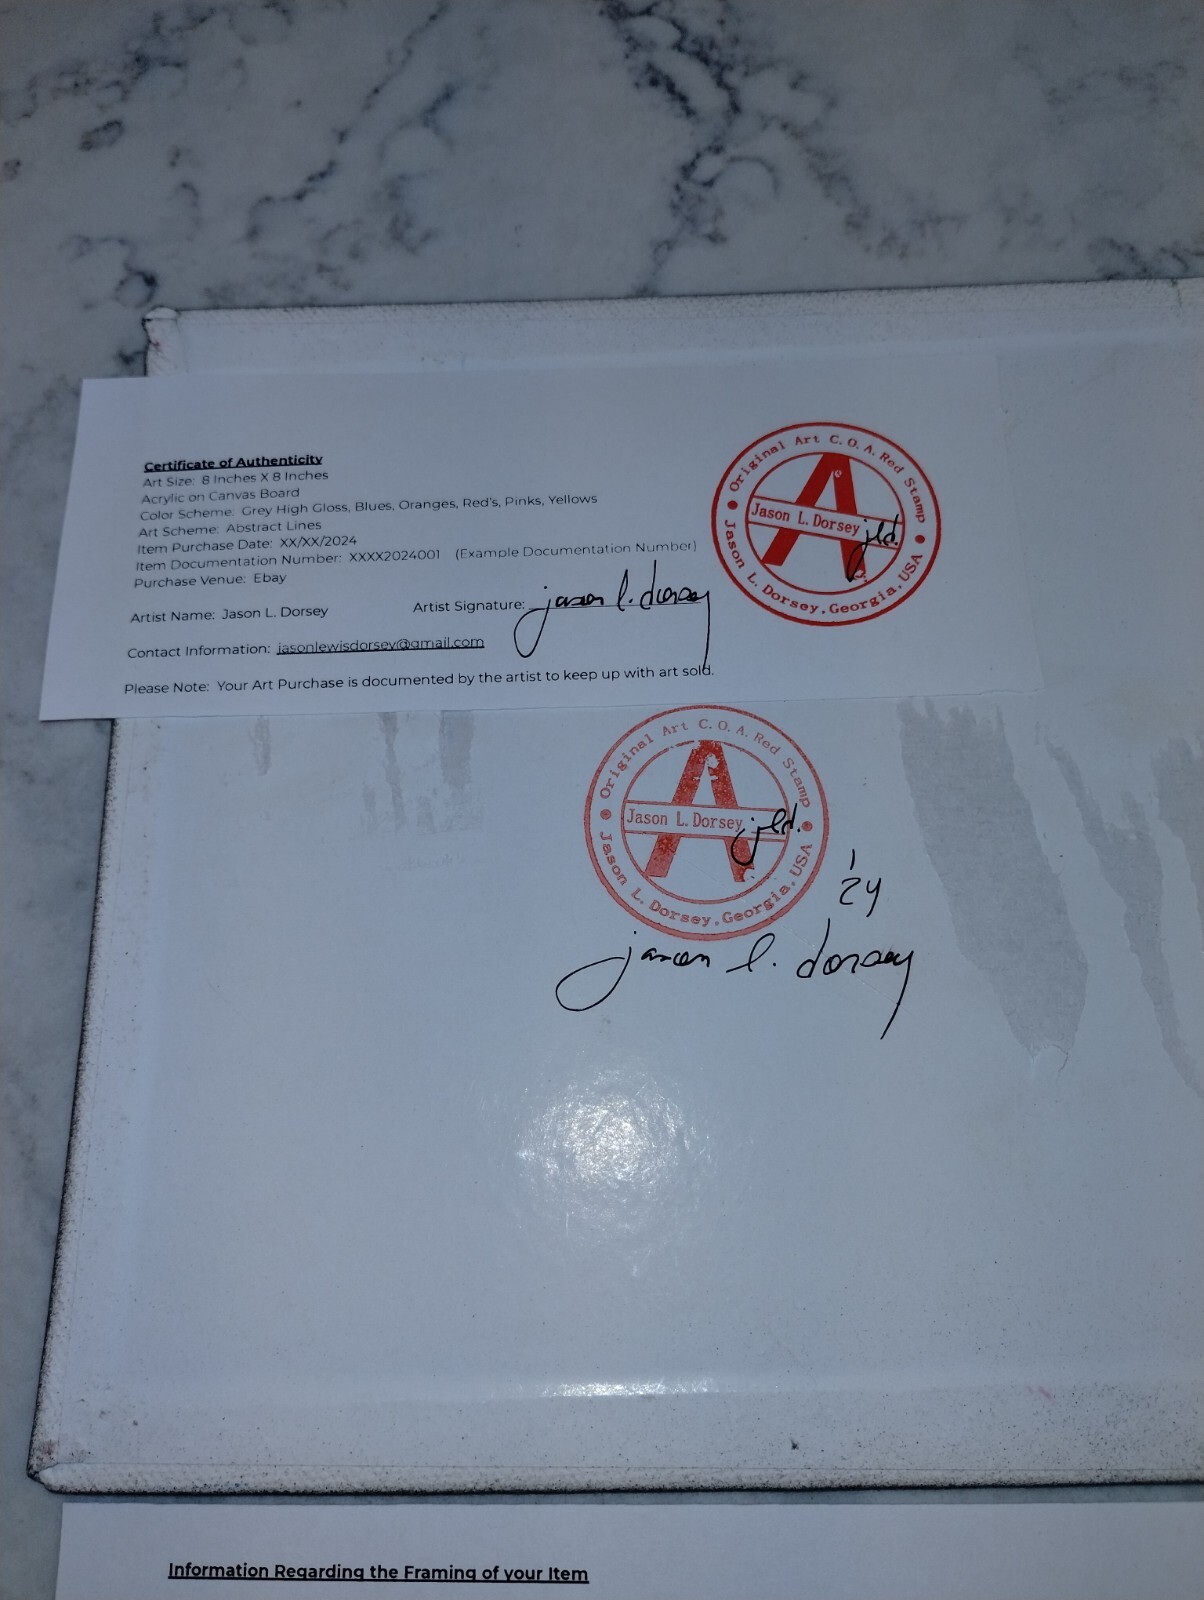 Certificate of Authenticity
Art Size: 8 Inches X 8 Inches
Acrylic on Canvas Board
Color Scheme: Grey High Gloss, Blues, Oranges, Red's, Pinks, Yellows
Art Scheme: Abstract Lines
Item Purchase Date: XX/XX/2024
Item Documentation Number: XXXX2024001 (Example Documentation Number)
Purchase Venue: Ebay
Artist Name: Jason L. Dorsey
Artist Signature: jason l. dorsey
Contact Information: jasonlewisdorsey@gmail.com
Please Note: Your Art Purchase is documented by the artist to keep up with art sold.
Original Art C.O.A. Red Stamp
A
Jason L. Dorsey
jld.
Jason L. Dorsey, Georgia, USA
Original Art C.O.A. Red Stamp
A
Jason L. Dorsey
jld.
Jason L. Dorsey, Georgia, USA
'24
jason l. dorsey
Information Regarding the Framing of your Item